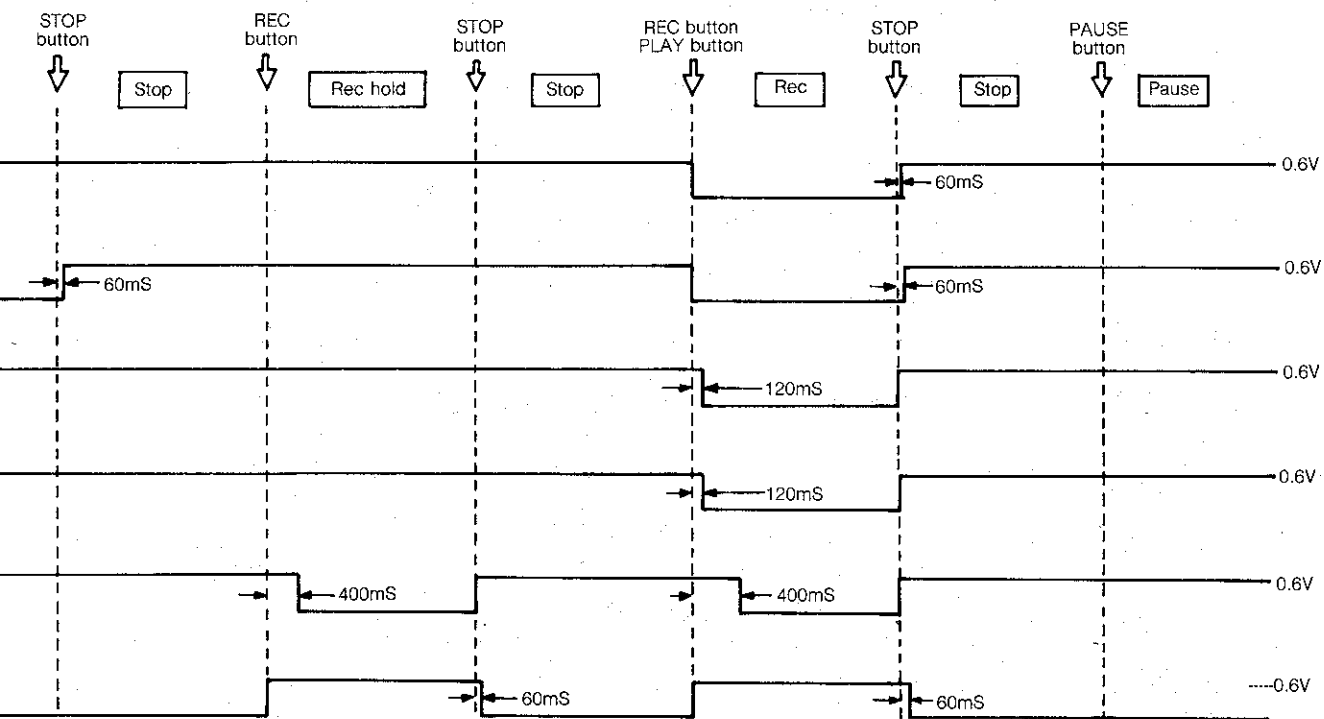 STOP
button
REC
button
STOP
button
REC button
PLAY button
STOP
button
PAUSE
button
Stop
Rec hold
Stop
Rec
Stop
Pause
60mS
0.6V
60mS
60mS
0.6V
120mS
0.6V
120mS
0.6V
400mS
400mS
0.6V
60mS
60mS
0.6V